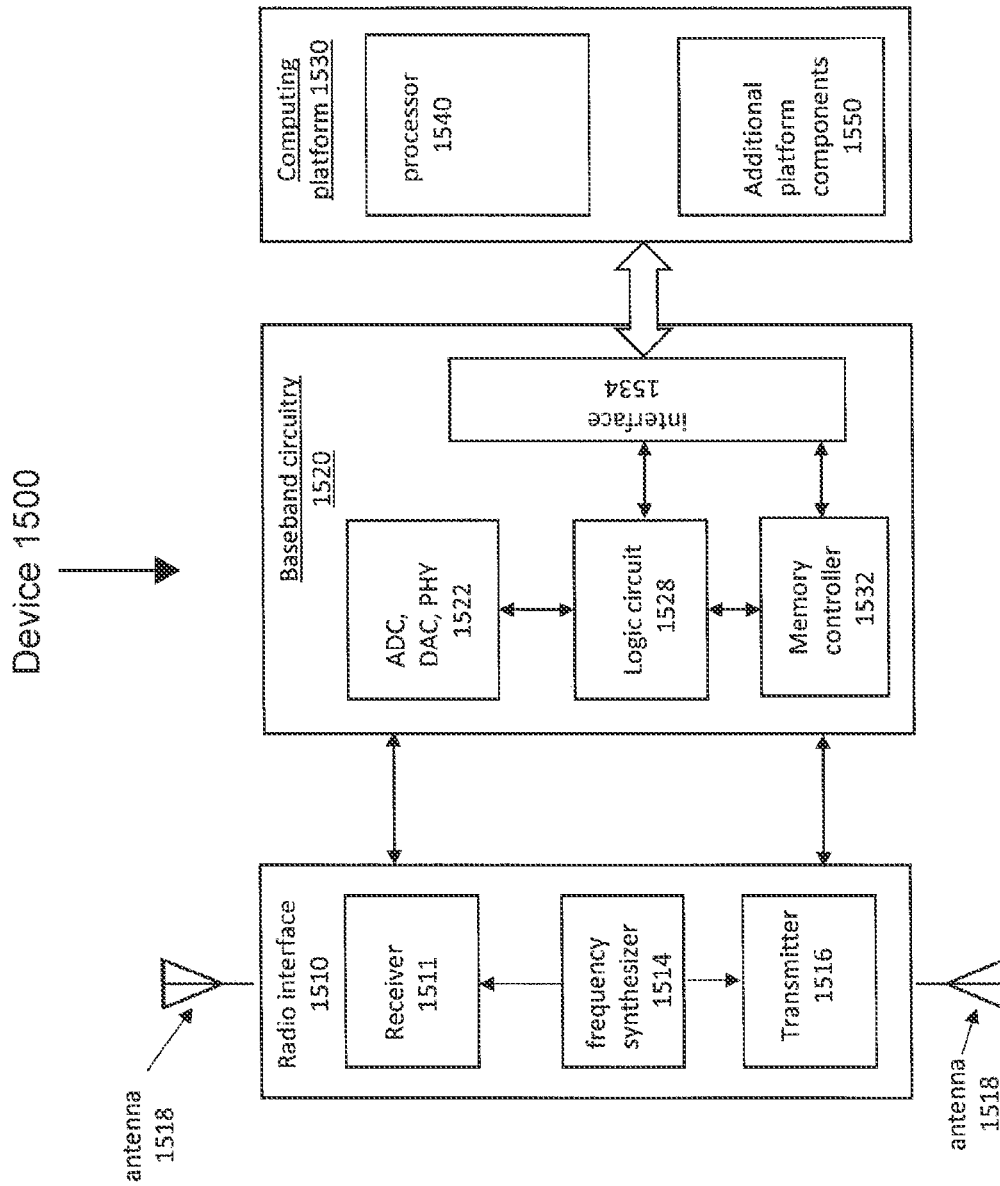 Device 1500
antenna
1518
Radio interface
1510
Receiver
1511
frequency
synthesizer
1514
Transmitter
1516
antenna
1518
Baseband circuitry
1520
ADC,
DAC, PHY
1522
Logic circuit
1528
Memory
controller
1532
interface
1534
Computing
platform 1530
processor
1540
Additional
platform
components
1550